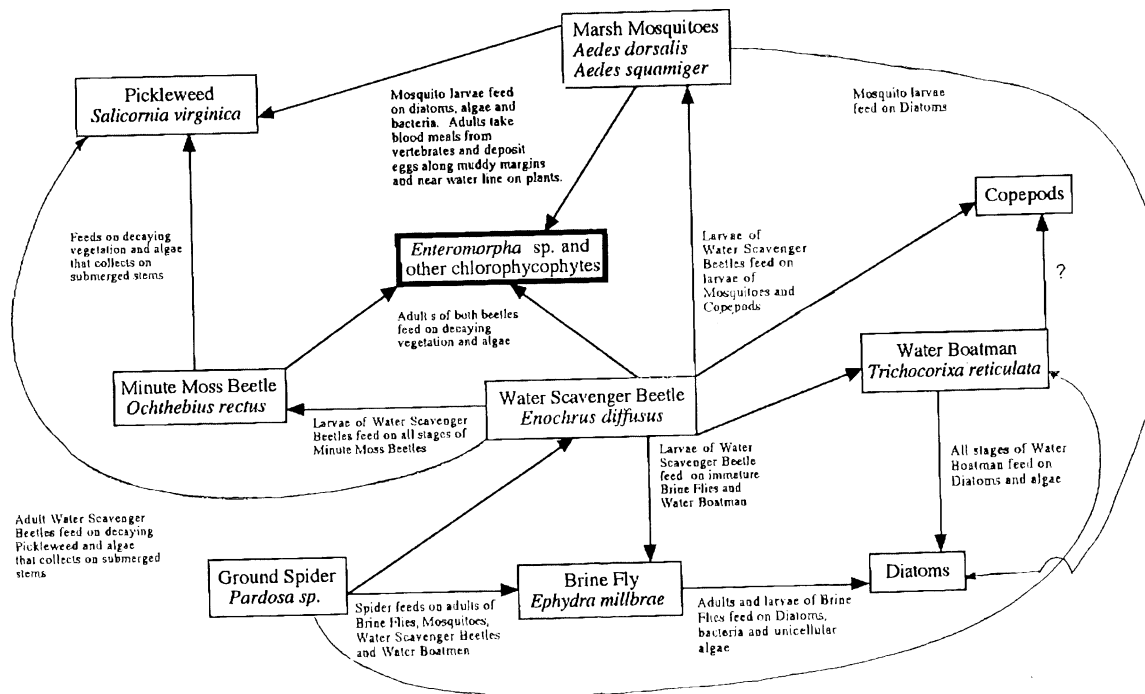 Marsh Mosquitoes
Aedes dorsalis
Aedes squamiger
Pickleweed
Salicornia virginica
Mosquito larvae feed
on diatoms, algae and
bacteria. Adults take
blood meals from
vertebrates and deposit
eggs along muddy margins
and near water line on plants.
Mosquito larvae
feed on Diatoms
Copepods
Feeds on decaying
vegetation and algae
that collects on
submerged stems
Enteromorpha sp. and
other chlorophycophytes
Larvae of
Water Scavenger
Beetles feed on
larvae of
Mosquitoes and
Copepods
?
Adults of both beetles
feed on decaying
vegetation and algae
Water Boatman
Trichocorixa reticulata
Minute Moss Beetle
Ochthebius rectus
Water Scavenger Beetle
Enochrus diffusus
Larvae of Water Scavenger
Beetles feed on all stages of
Minute Moss Beetles
Larvae of Water
Scavenger Beetle
feed on immature
Brine Flies and
Water Boatman
All stages of Water
Boatman feed on
Diatoms and algae
Adult Water Scavenger
Beetles feed on decaying
Pickleweed and algae
that collects on submerged
stems
Ground Spider
Pardosa sp.
Brine Fly
Ephydra millbrae
Diatoms
Spider feeds on adults of
Brine Flies, Mosquitoes,
Water Scavenger Beetles
and Water Boatmen
Adults and larvae of Brine
Flies feed on Diatoms,
bacteria and unicellular
algae